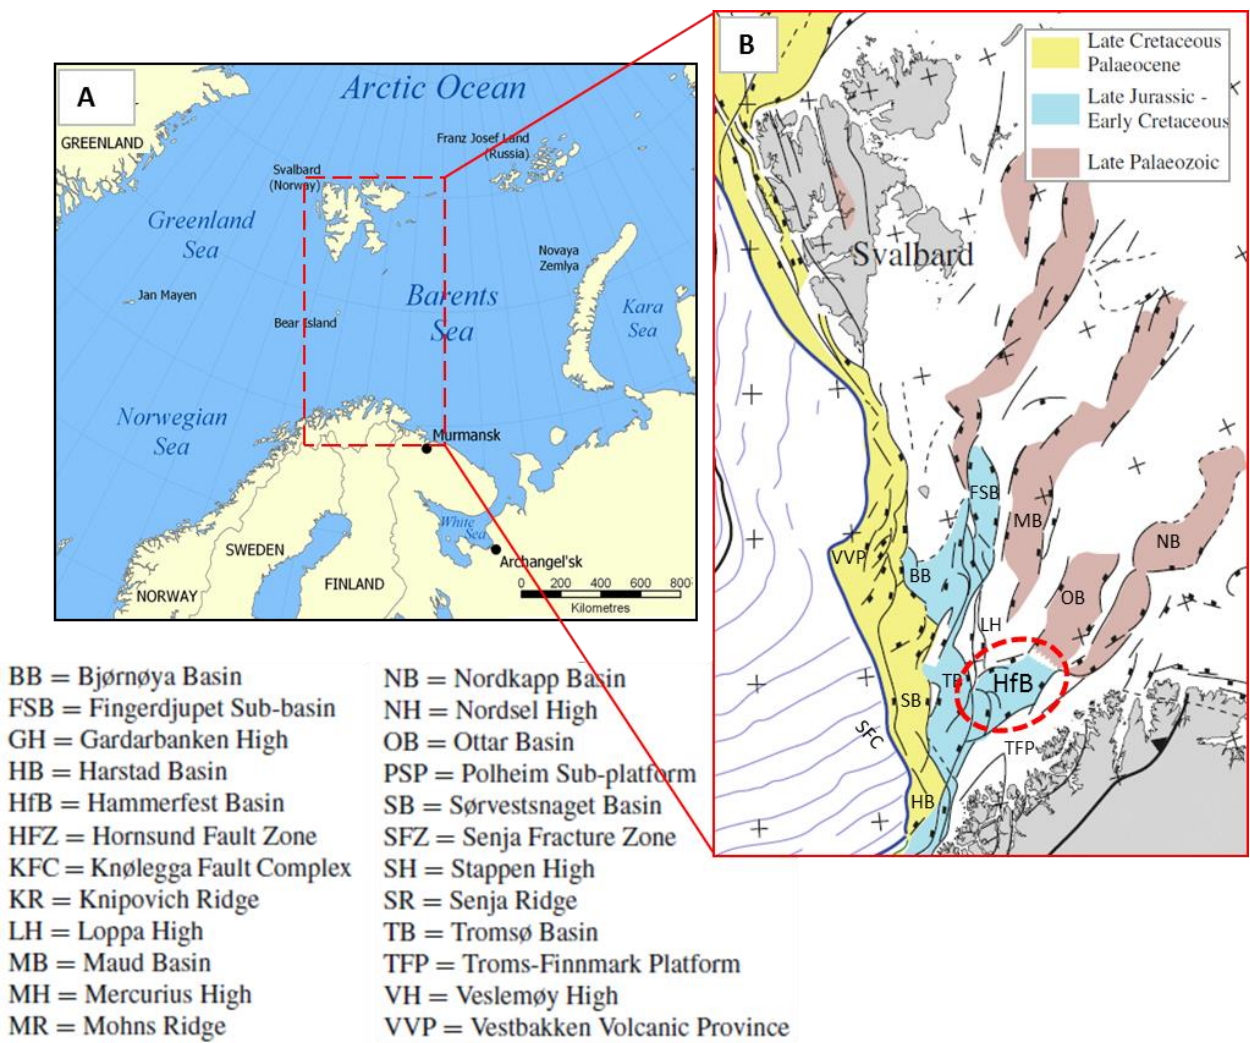 A
Arctic Ocean
GREENLAND
Franz Josef Land
(Russia)
Svalbard
(Norway)
Greenland
Sea
Novaya
Zemlya
Jan Mayen
Barents
Sea
Kara
Sea
Bear Island
Norwegian
Sea
Murmansk
White
Sea
SWEDEN
Archangel'sk
FINLAND
NORWAY
0 200 400 600 800
Kilometres
B
Late Cretaceous
Palaeocene
Late Jurassic -
Early Cretaceous
Late Palaeozoic
Svalbard
FSB
MB
NB
VVP
BB
OB
LH
TB
HfB
SB
SFC
TFP
HB
BB = Bjørnøya Basin
FSB = Fingerdjupet Sub-basin
GH = Gardarbanken High
HB = Harstad Basin
HfB = Hammerfest Basin
HFZ = Hornsund Fault Zone
KFC = Knølegga Fault Complex
KR = Knipovich Ridge
LH = Loppa High
MB = Maud Basin
MH = Mercurius High
MR = Mohns Ridge
NB = Nordkapp Basin
NH = Nordsel High
OB = Ottar Basin
PSP = Polheim Sub-platform
SB = Sørvestsnaget Basin
SFZ = Senja Fracture Zone
SH = Stappen High
SR = Senja Ridge
TB = Tromsø Basin
TFP = Troms-Finnmark Platform
VH = Veslemøy High
VVP = Vestbakken Volcanic Province